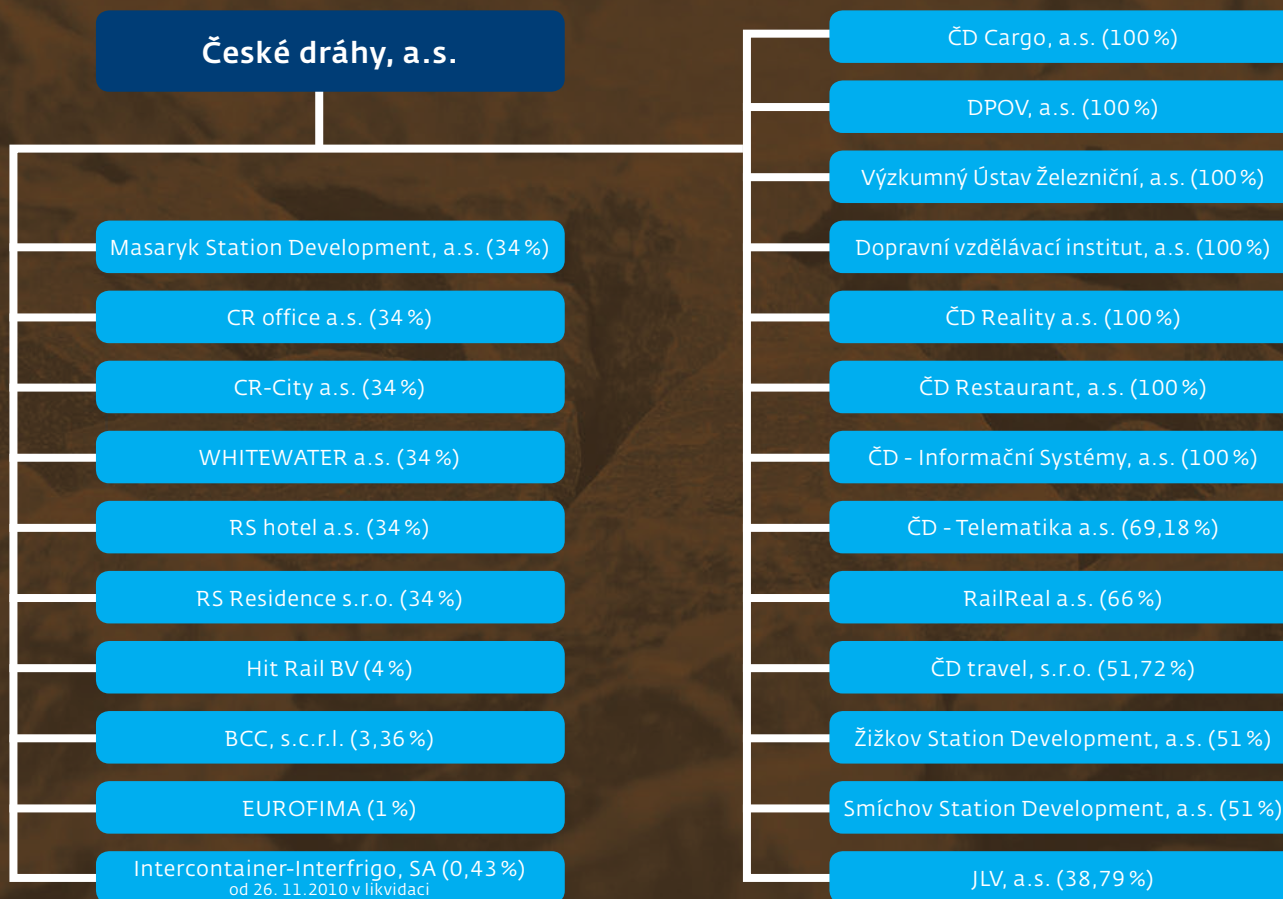 České dráhy, a.s.
Masaryk Station Development, a.s. (34 %)
CR office a.s. (34 %)
CR-City a.s. (34 %)
WHITEWATER a.s. (34 %)
RS hotel a.s. (34 %)
RS Residence s.r.o. (34 %)
Hit Rail BV (4 %)
BCC, s.c.r.l. (3,36 %)
EUROFIMA (1 %)
Intercontainer-Interfrigo, SA (0,43 %)
od 26. 11.2010 v likvidaci
ČD Cargo, a.s. (100 %)
DPOV, a.s. (100 %)
Výzkumný Ústav Železniční, a.s. (100 %)
Dopravní vzdělávací institut, a.s. (100 %)
ČD Reality a.s. (100 %)
ČD Restaurant, a.s. (100 %)
ČD - Informační Systémy, a.s. (100 %)
ČD - Telematika a.s. (69,18 %)
RailReal a.s. (66 %)
ČD travel, s.r.o. (51,72 %)
Žižkov Station Development, a.s. (51 %)
Smíchov Station Development, a.s. (51 %)
JLV, a.s. (38,79 %)